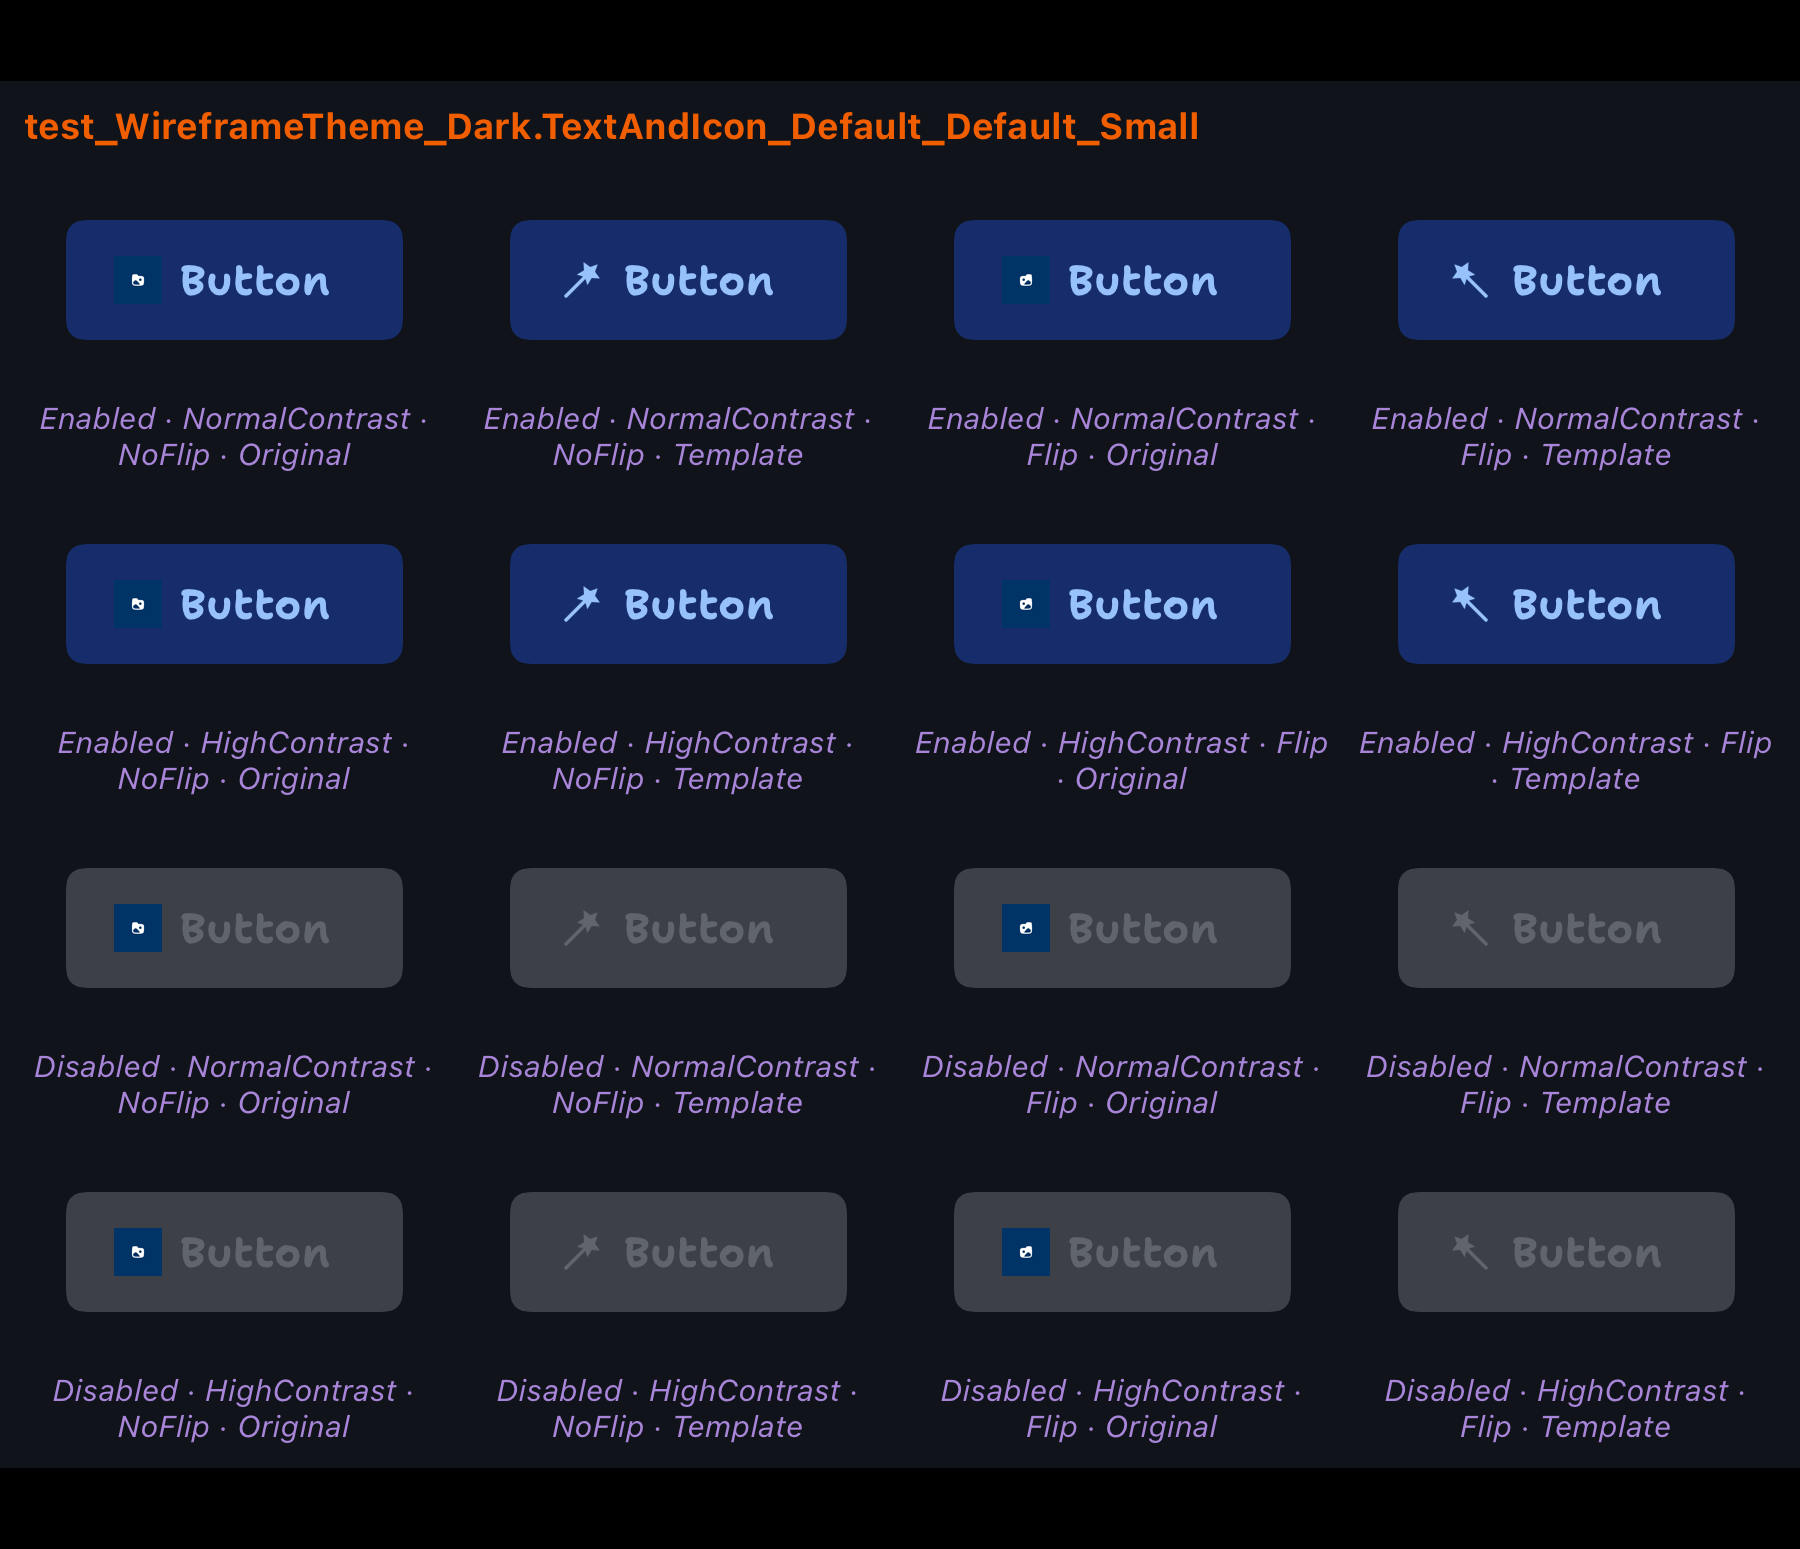 test_WireframeTheme_Dark.TextAndIcon_Default_Default_Small
Button
Button
Button
Button
Enabled · NormalContrast ·
NoFlip · Original
Enabled · NormalContrast ·
NoFlip · Template
Enabled · NormalContrast ·
Flip · Original
Enabled · NormalContrast ·
Flip · Template
Button
Button
Button
Button
Enabled · HighContrast ·
NoFlip · Original
Enabled · HighContrast ·
NoFlip · Template
Enabled · HighContrast · Flip
· Original
Enabled · HighContrast · Flip
· Template
Button
Button
Button
Button
Disabled · NormalContrast ·
NoFlip · Original
Disabled · NormalContrast ·
NoFlip · Template
Disabled · NormalContrast ·
Flip · Original
Disabled · NormalContrast ·
Flip · Template
Button
Button
Button
Button
Disabled · HighContrast ·
NoFlip · Original
Disabled · HighContrast ·
NoFlip · Template
Disabled · HighContrast ·
Flip · Original
Disabled · HighContrast ·
Flip · Template